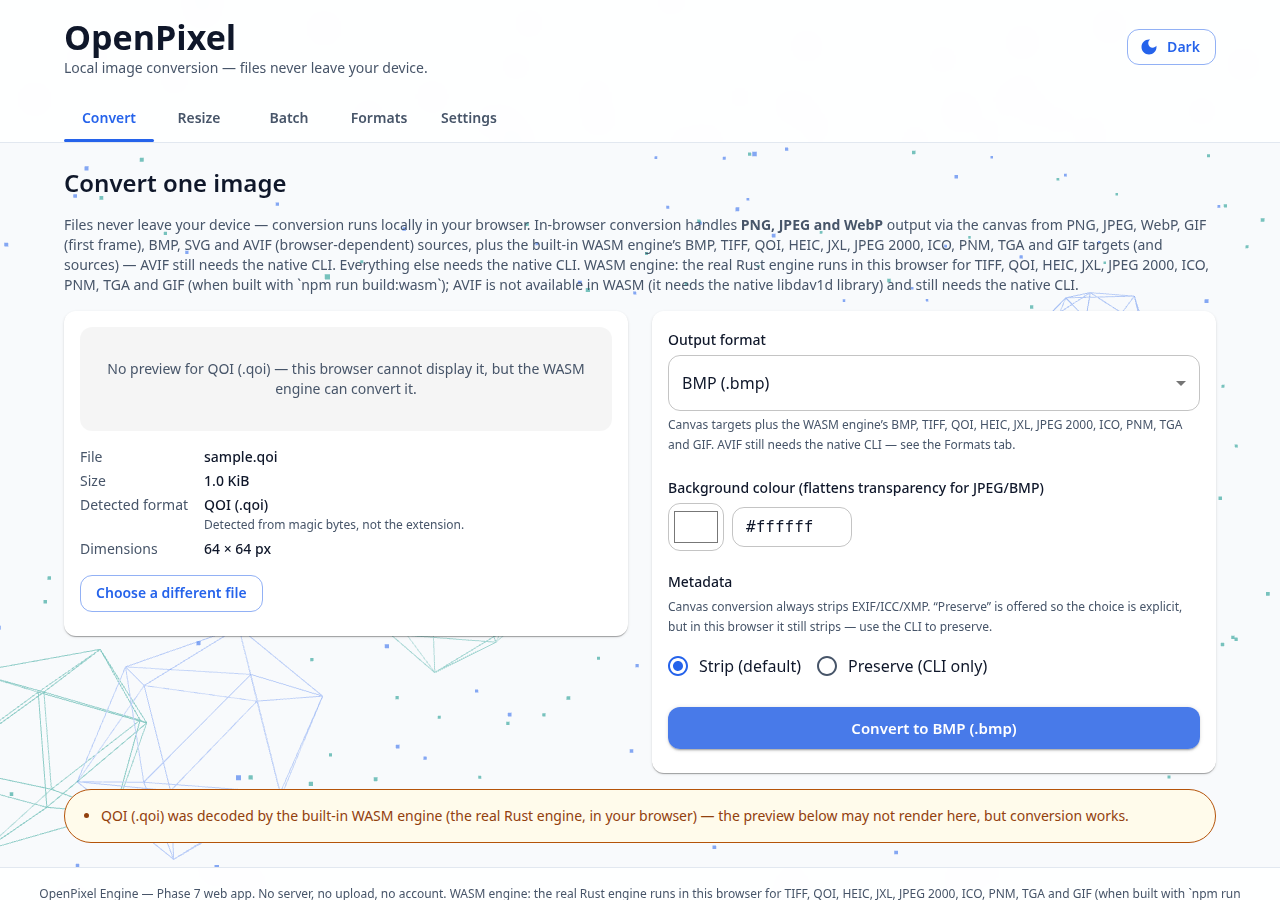 OpenPixel
Local image conversion — files never leave your device.
Dark
Convert
Resize
Batch
Formats
Settings
Convert one image
Files never leave your device — conversion runs locally in your browser. In-browser conversion handles PNG, JPEG and WebP output via the canvas from PNG, JPEG, WebP, GIF
(first frame), BMP, SVG and AVIF (browser-dependent) sources, plus the built-in WASM engine’s BMP, TIFF, QOI, HEIC, JXL, JPEG 2000, ICO, PNM, TGA and GIF targets (and
sources) — AVIF still needs the native CLI. Everything else needs the native CLI. WASM engine: the real Rust engine runs in this browser for TIFF, QOI, HEIC, JXL, JPEG 2000, ICO,
PNM, TGA and GIF (when built with `npm run build:wasm`); AVIF is not available in WASM (it needs the native libdav1d library) and still needs the native CLI.
No preview for QOI (.qoi) — this browser cannot display it, but the WASM
engine can convert it.
File sample.qoi
Size 1.0 KiB
Detected format QOI (.qoi)
Detected from magic bytes, not the extension.
Dimensions 64 × 64 px
Choose a different file
Output format
BMP (.bmp)
Canvas targets plus the WASM engine’s BMP, TIFF, QOI, HEIC, JXL, JPEG 2000, ICO, PNM, TGA
and GIF. AVIF still needs the native CLI — see the Formats tab.
Background colour (flattens transparency for JPEG/BMP)
#ffffff
Metadata
Canvas conversion always strips EXIF/ICC/XMP. “Preserve” is offered so the choice is explicit,
but in this browser it still strips — use the CLI to preserve.
Strip (default)
Preserve (CLI only)
Convert to BMP (.bmp)
• QOI (.qoi) was decoded by the built-in WASM engine (the real Rust engine, in your browser) — the preview below may not render here, but conversion works.
OpenPixel Engine — Phase 7 web app. No server, no upload, no account. WASM engine: the real Rust engine runs in this browser for TIFF, QOI, HEIC, JXL, JPEG 2000, ICO, PNM, TGA and GIF (when built with `npm run